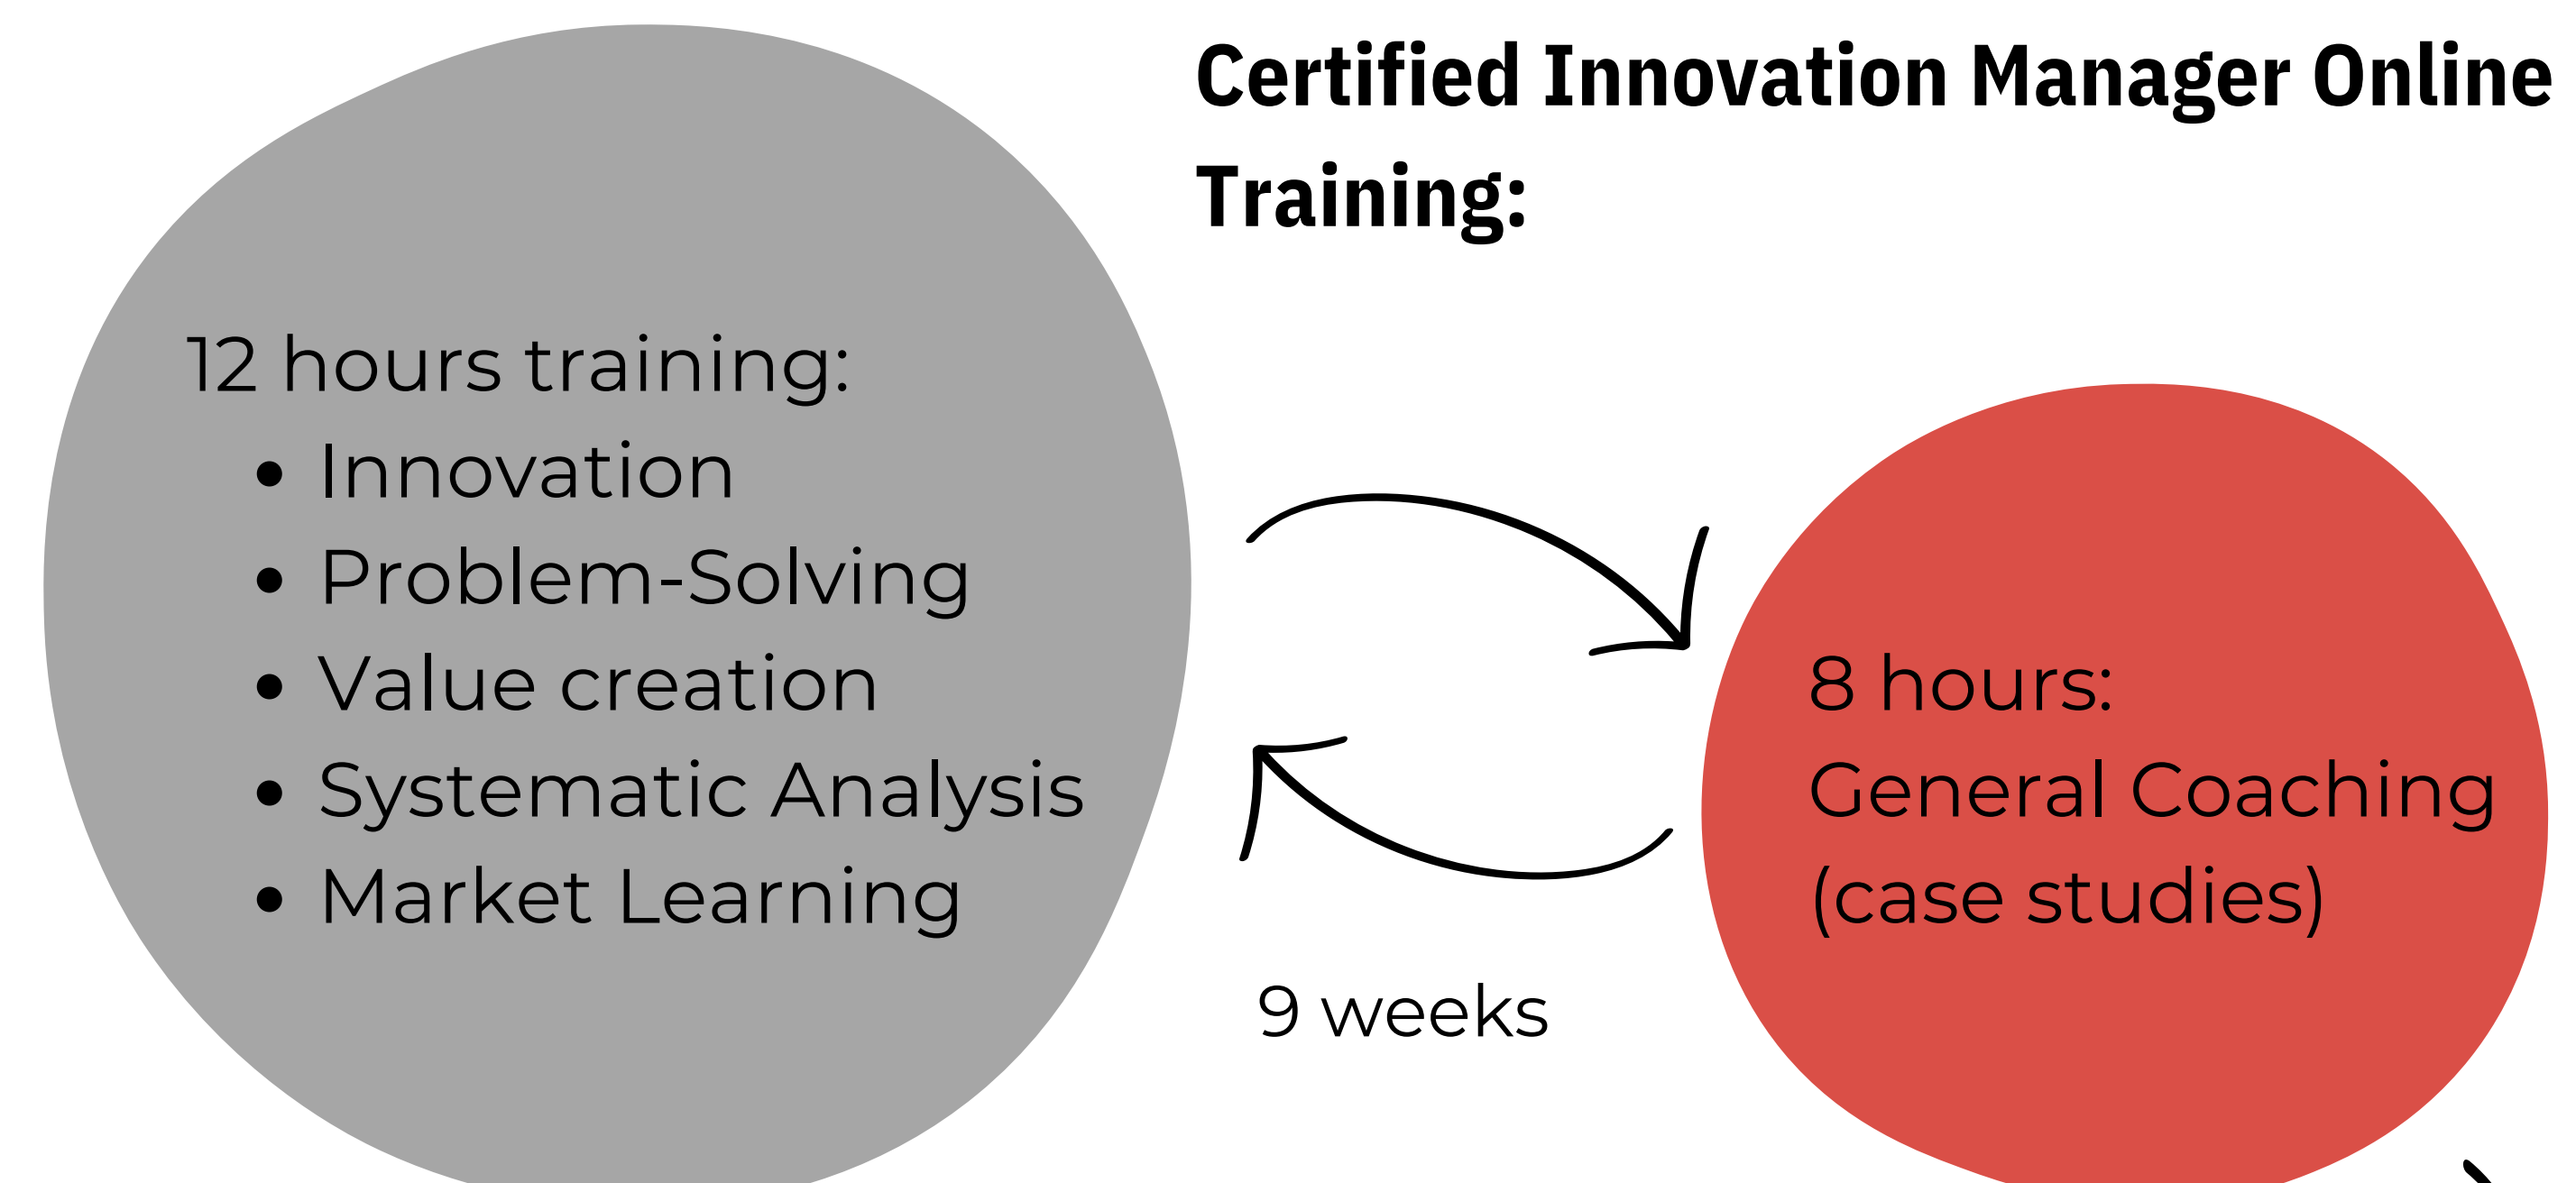 Certified Innovation Manager Online
Training:
12 hours training:
• Innovation
• Problem-Solving
• Value creation
• Systematic Analysis
• Market Learning
9 weeks
8 hours:
General Coaching
(case studies)